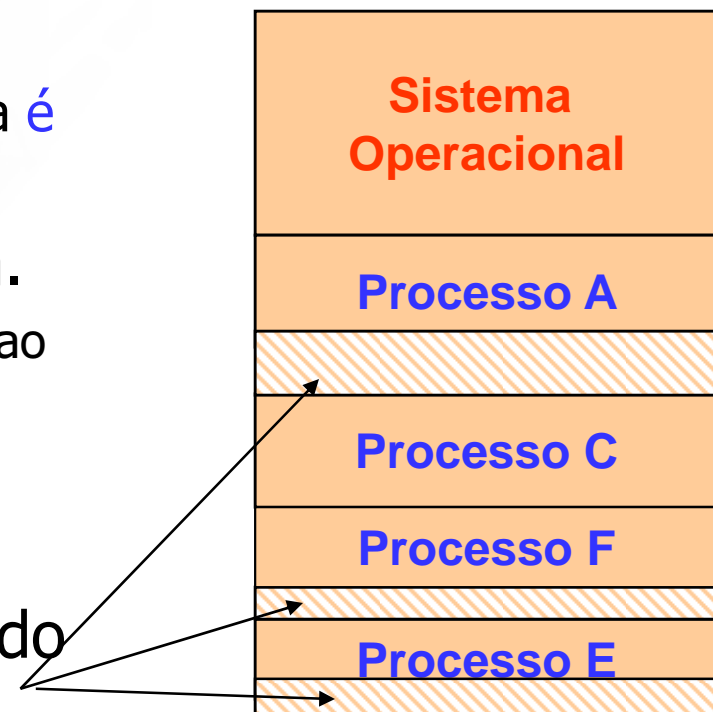 é
ao
do
Sistema
Operacional
Processo A
Processo C
Processo F
Processo E